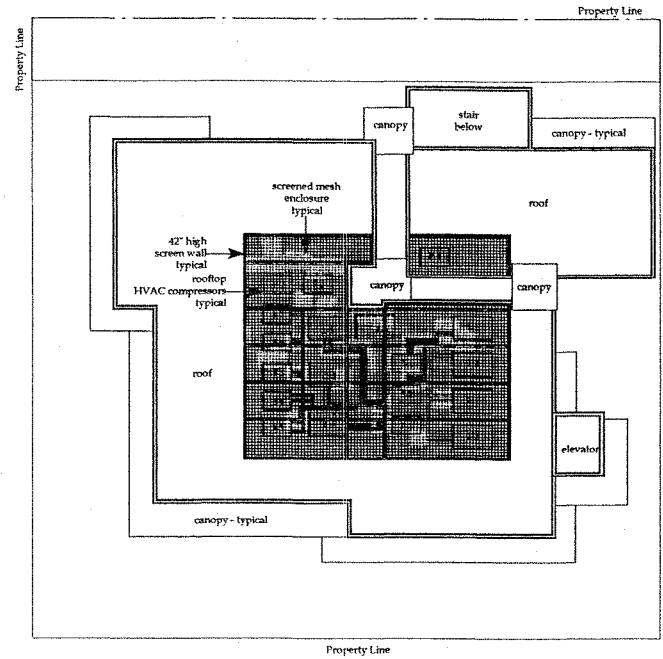 Property Line
Property Line
stair
below
canopy
canopy - typical
screened mesh
enclosure
typical
roof
42" high
screen wall
typical
rooftop
HVAC compressors
typical
canopy
canopy
roof
elevator
canopy - typical
Property Line